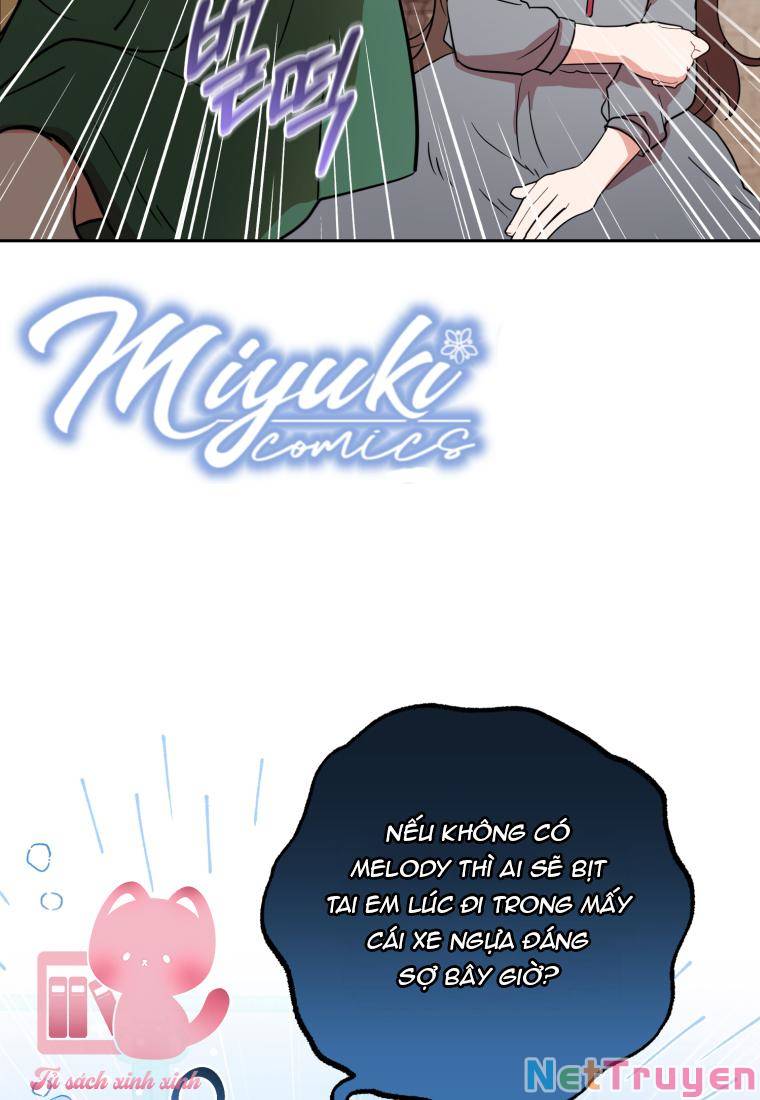 벌떡
Miyuki
comics
NẾU KHÔNG CÓ
MELODY THÌ AI SẼ BỊT
TAI EM LÚC ĐI TRONG MẤY
CÁI XE NGỰA ĐÁNG
SỢ BÂY GIỜ?
Tủ sách xinh xinh
NetTruyen